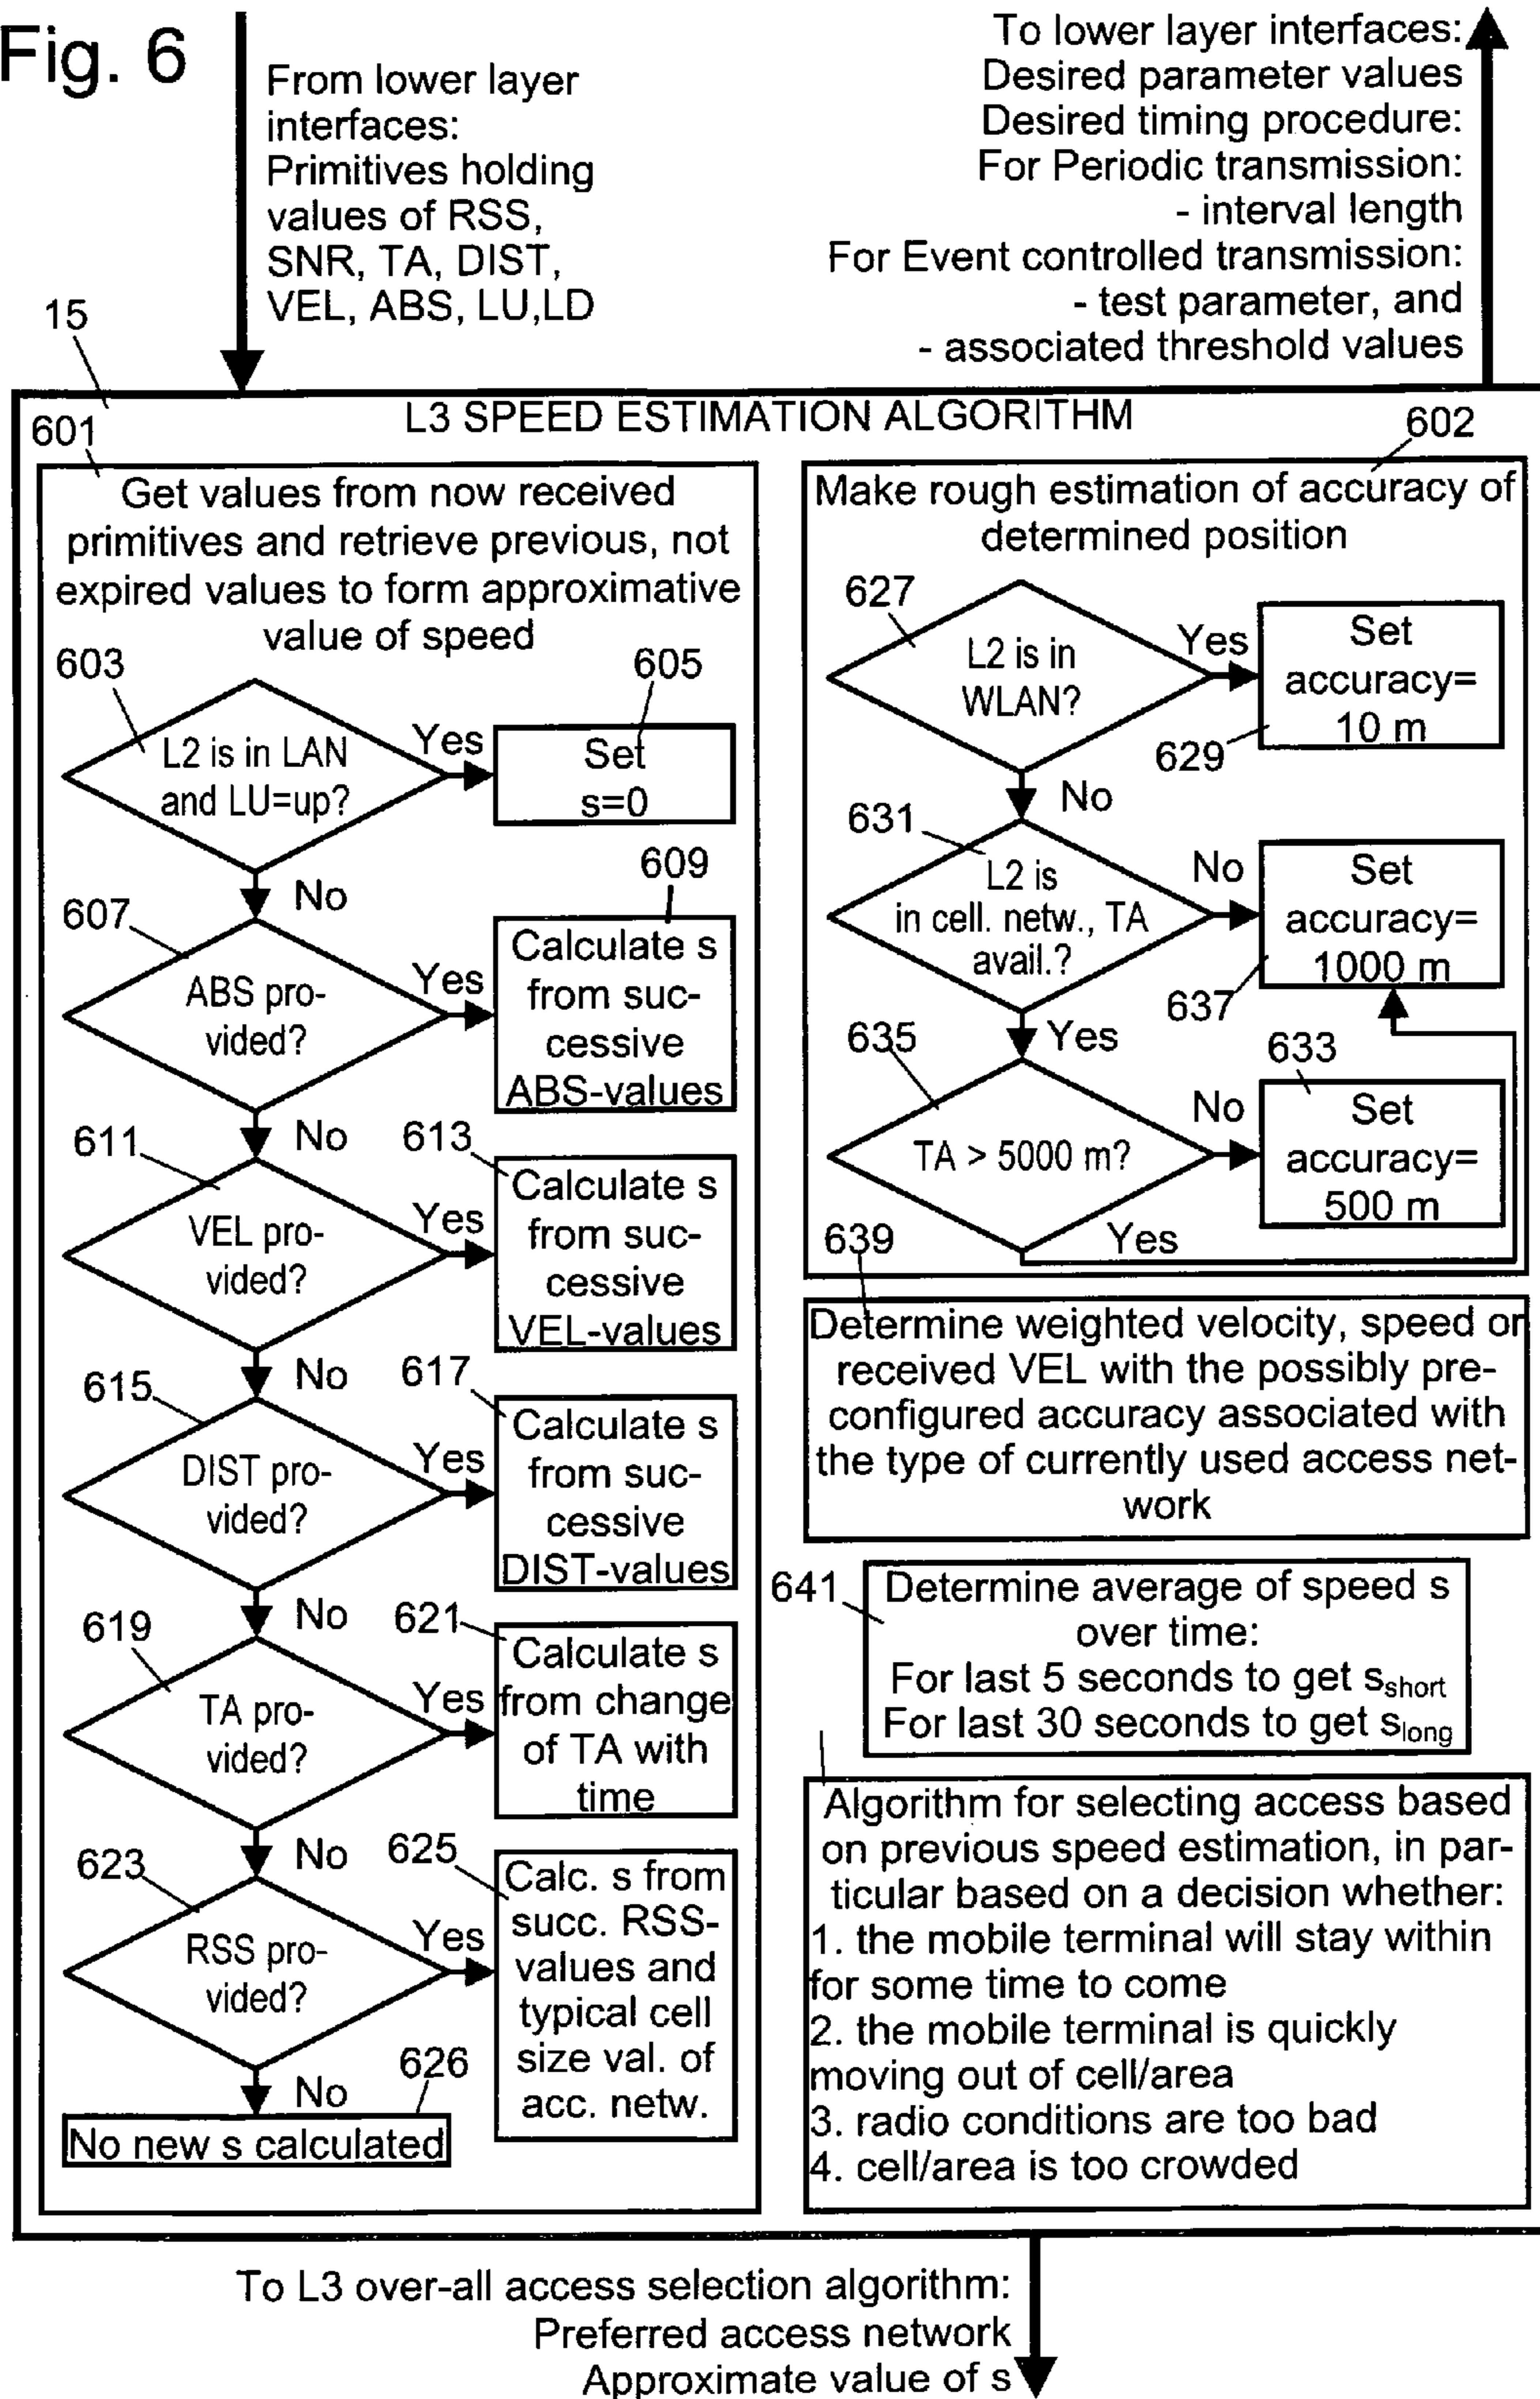 Fig. 6
From lower layer
interfaces:
Primitives holding
values of RSS,
SNR, TA, DIST,
VEL, ABS, LU,LD
To lower layer interfaces:
Desired parameter values
Desired timing procedure:
For Periodic transmission:
- interval length
For Event controlled transmission:
- test parameter, and
- associated threshold values
15
L3 SPEED ESTIMATION ALGORITHM
601
Get values from now received
primitives and retrieve previous, not
expired values to form approximative
value of speed
603
L2 is in LAN
and LU=up?
Yes
605
Set
s=0
No
607
ABS pro-
vided?
Yes
609
Calculate s
from suc-
cessive
ABS-values
No
611
VEL pro-
vided?
Yes
613
Calculate s
from suc-
cessive
VEL-values
No
615
DIST pro-
vided?
Yes
617
Calculate s
from suc-
cessive
DIST-values
No
619
TA pro-
vided?
Yes
621
Calculate s
from change
of TA with
time
No
623
RSS pro-
vided?
Yes
625
Calc. s from
succ. RSS-
values and
typical cell
size val. of
acc. netw.
No
626
No new s calculated
602
Make rough estimation of accuracy of
determined position
627
L2 is in
WLAN?
Yes
Set
accuracy=
10 m
629
No
631
L2 is
in cell. netw., TA
avail.?
No
Set
accuracy=
1000 m
637
Yes
635
TA > 5000 m?
No
633
Set
accuracy=
500 m
Yes
639
Determine weighted velocity, speed or
received VEL with the possibly pre-
configured accuracy associated with
the type of currently used access net-
work
641
Determine average of speed s
over time:
For last 5 seconds to get sshort
For last 30 seconds to get slong
Algorithm for selecting access based
on previous speed estimation, in par-
ticular based on a decision whether:
1. the mobile terminal will stay within
for some time to come
2. the mobile terminal is quickly
moving out of cell/area
3. radio conditions are too bad
4. cell/area is too crowded
To L3 over-all access selection algorithm:
Preferred access network
Approximate value of s